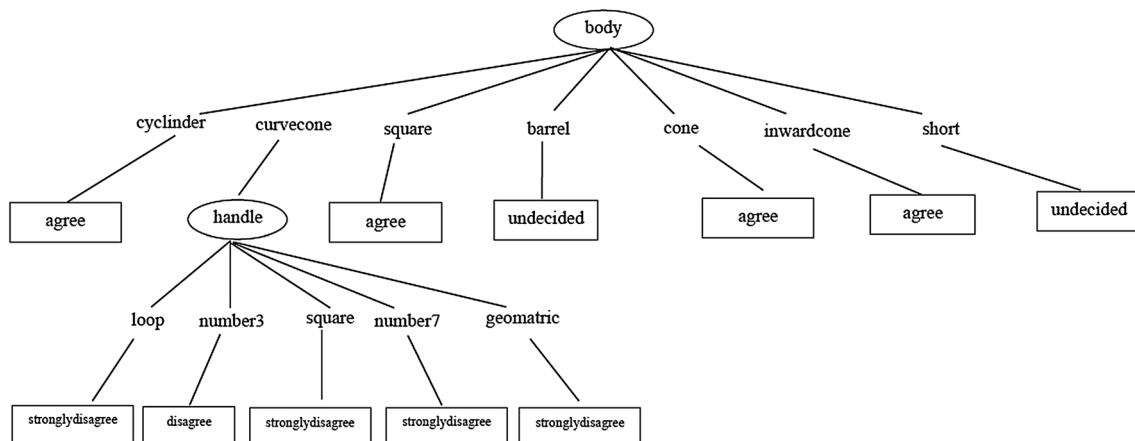 body
cyclinder curvecone square barrel cone inwardcone short
agree handle agree undecided agree agree undecided
loop number3 square number7 geomatric
stronglydisagree disagree stronglydisagree stronglydisagree stronglydisagree